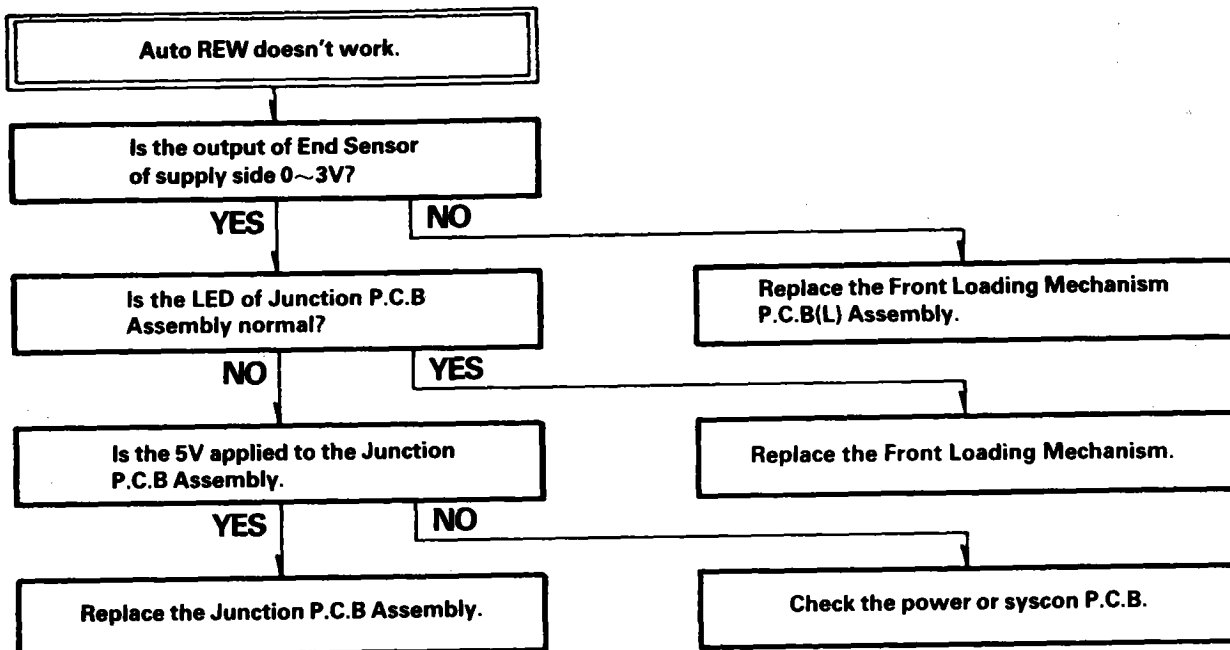 Auto REW doesn't work.
Is the output of End Sensor
of supply side 0~3V?
YES
NO
Is the LED of Junction P.C.B
Assembly normal?
Replace the Front Loading Mechanism
P.C.B(L) Assembly.
NO
YES
Is the 5V applied to the Junction
P.C.B Assembly.
Replace the Front Loading Mechanism.
YES
NO
Replace the Junction P.C.B Assembly.
Check the power or syscon P.C.B.